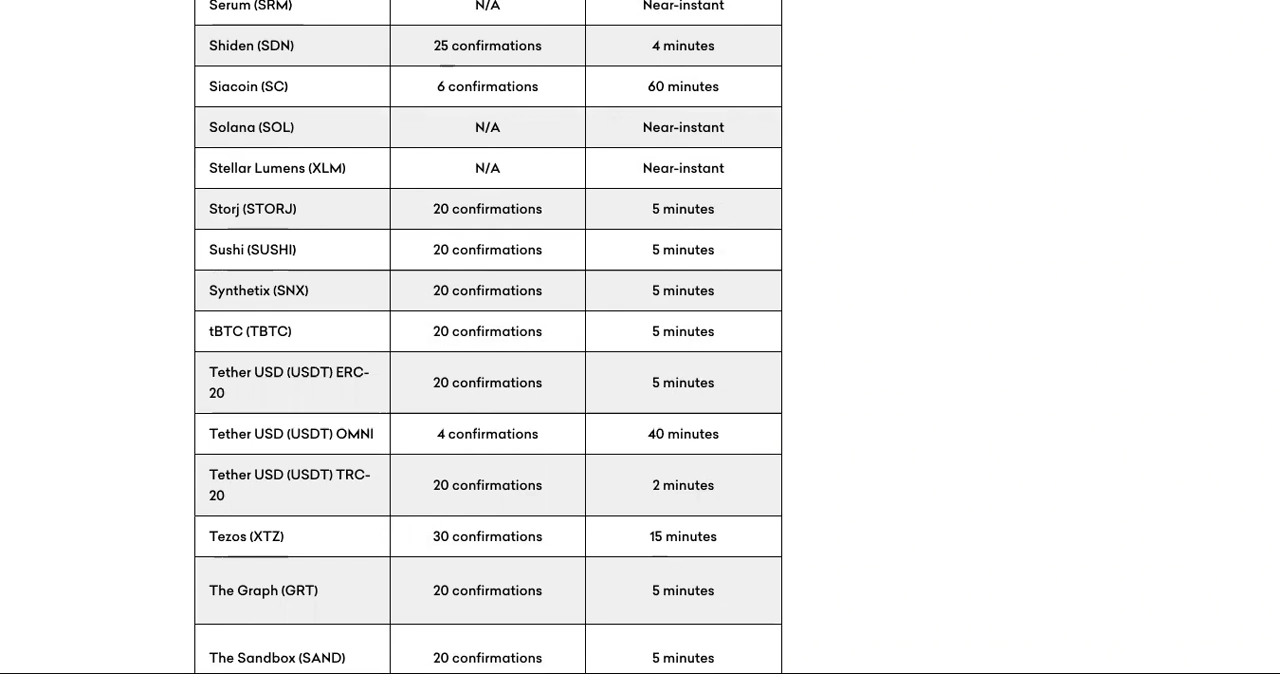 Serum (SRM) N/A Near-instant
Shiden (SDN) 25 confirmations 4 minutes
Siacoin (SC) 6 confirmations 60 minutes
Solana (SOL) N/A Near-instant
Stellar Lumens (XLM) N/A Near-instant
Storj (STORJ) 20 confirmations 5 minutes
Sushi (SUSHI) 20 confirmations 5 minutes
Synthetix (SNX) 20 confirmations 5 minutes
tBTC (TBTC) 20 confirmations 5 minutes
Tether USD (USDT) ERC-
20
20 confirmations 5 minutes
Tether USD (USDT) OMNI 4 confirmations 40 minutes
Tether USD (USDT) TRC-
20
20 confirmations 2 minutes
Tezos (XTZ) 30 confirmations 15 minutes
The Graph (GRT) 20 confirmations 5 minutes
The Sandbox (SAND) 20 confirmations 5 minutes